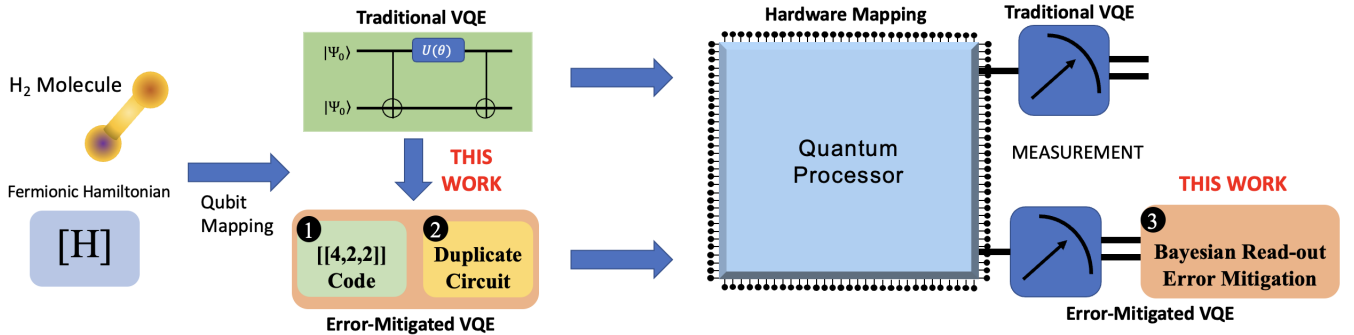 Traditional VQE
|Ψ₀⟩
U(θ)
|Ψ₀⟩
H₂ Molecule
Fermionic Hamiltonian
[H]
Qubit
Mapping
THIS
WORK
1
[[4,2,2]]
Code
2
Duplicate
Circuit
Error-Mitigated VQE
Hardware Mapping
Quantum
Processor
Traditional VQE
MEASUREMENT
THIS WORK
3
Bayesian Read-out
Error Mitigation
Error-Mitigated VQE